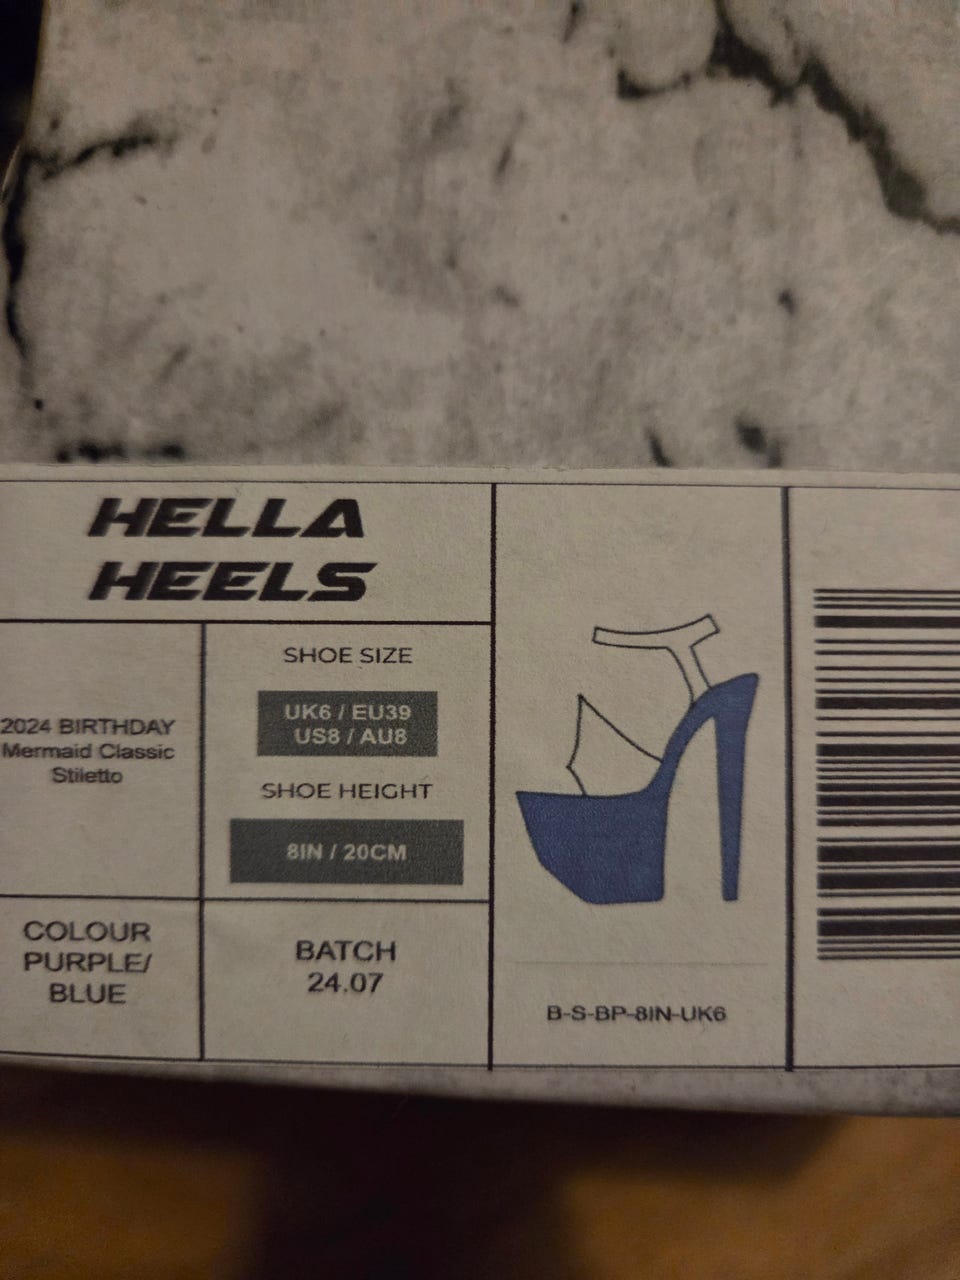 HELLA
HEELS
2024 BIRTHDAY
Mermaid Classic
Stiletto
SHOE SIZE
UK6 / EU39
US8 / AU8
SHOE HEIGHT
8IN / 20CM
COLOUR
PURPLE/
BLUE
BATCH
24.07
B-S-BP-8IN-UK6